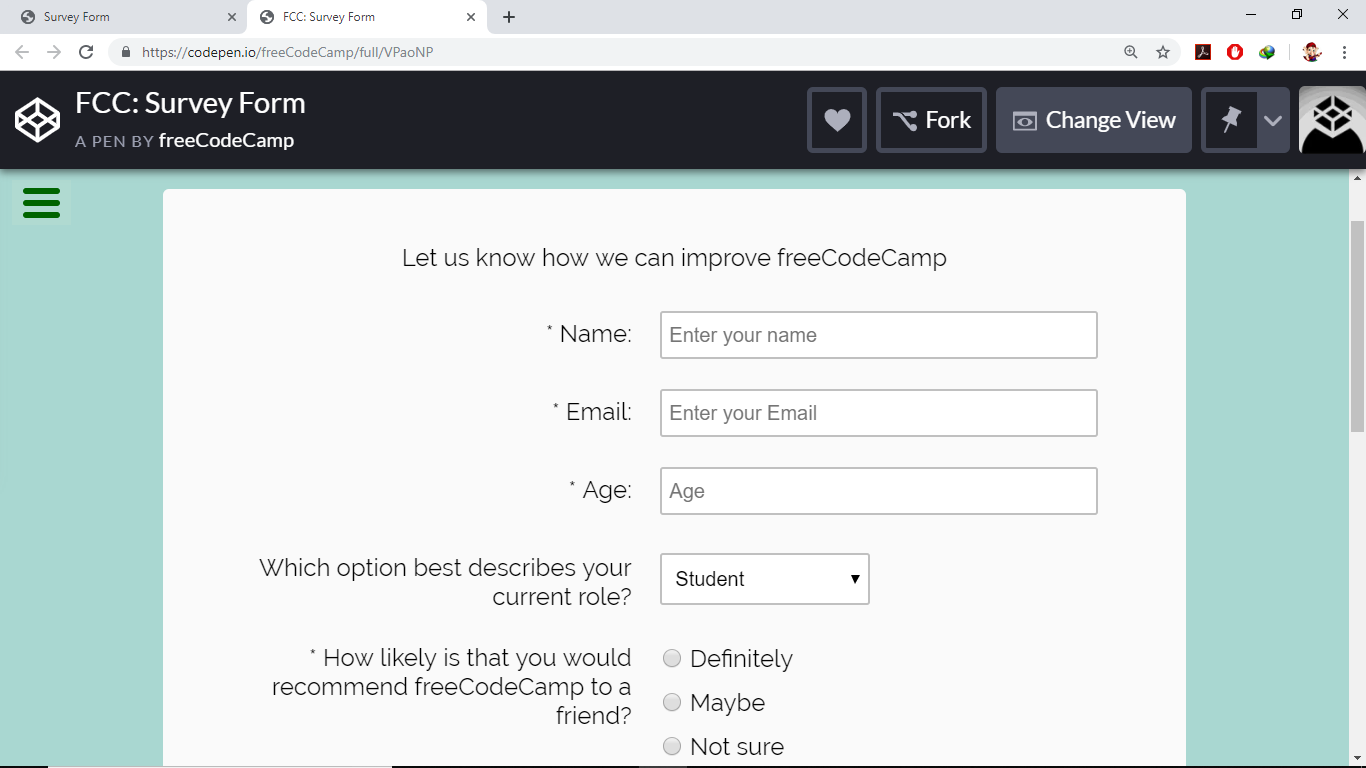 Survey Form
FCC: Survey Form
https://codepen.io/freeCodeCamp/full/VPaoNP
FCC: Survey Form
A PEN BY freeCodeCamp
Fork
Change View
Let us know how we can improve freeCodeCamp
* Name:
Enter your name
* Email:
Enter your Email
* Age:
Age
Which option best describes your
current role?
Student
* How likely is that you would
recommend freeCodeCamp to a
friend?
Definitely
Maybe
Not sure